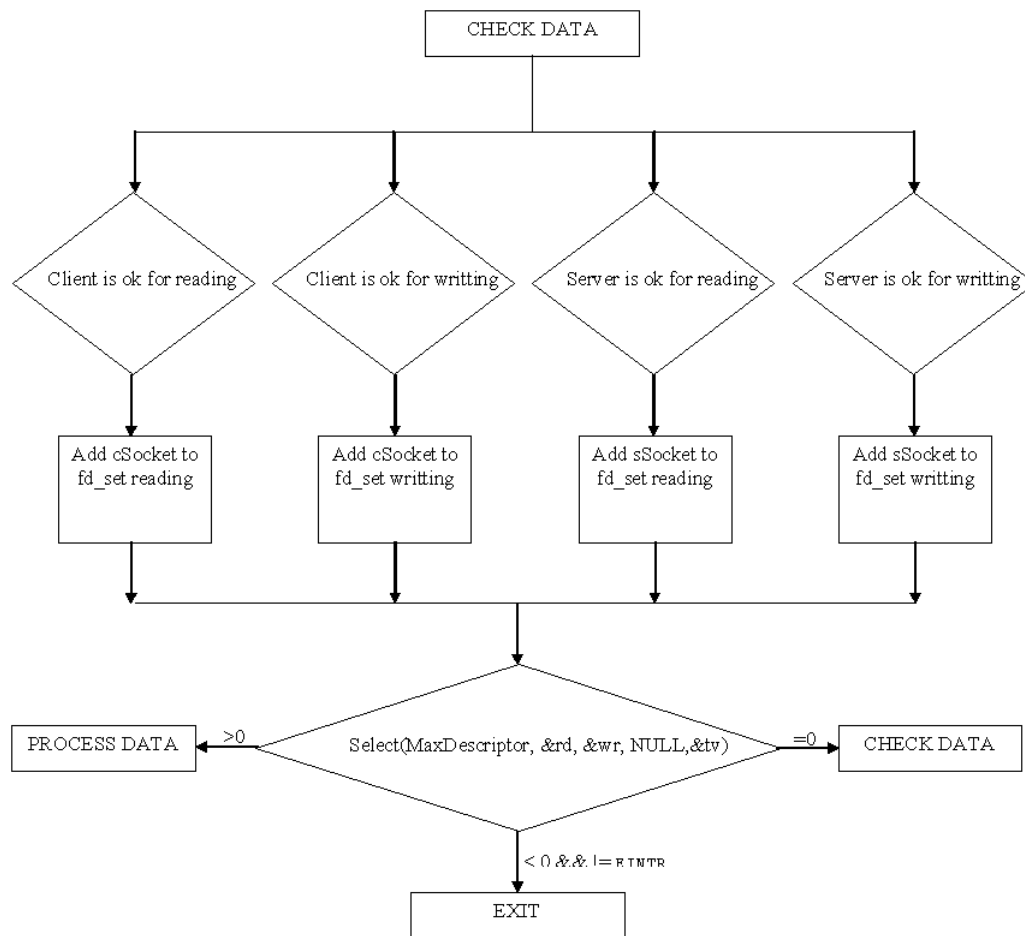 CHECK DATA
Client is ok for reading
Client is ok for writting
Server is ok for reading
Server is ok for writting
Add cSocket to
fd_set reading
Add cSocket to
fd_set writting
Add sSocket to
fd_set reading
Add sSocket to
fd_set writting
PROCESS DATA
>0
Select(MaxDescriptor, &rd, &wr, NULL,&tv)
=0
CHECK DATA
< 0 && != EINTR
EXIT